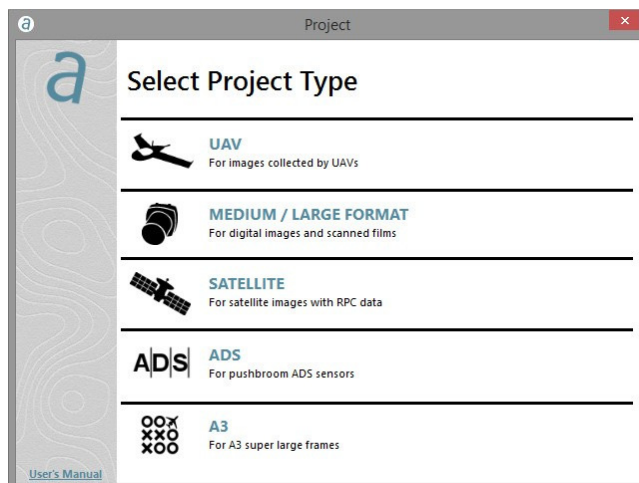 a
Project
x
a
Select Project Type
UAV
For images collected by UAVs
MEDIUM / LARGE FORMAT
For digital images and scanned films
SATELLITE
For satellite images with RPC data
A|D|S|
ADS
For pushbroom ADS sensors
A3
For A3 super large frames
User's Manual